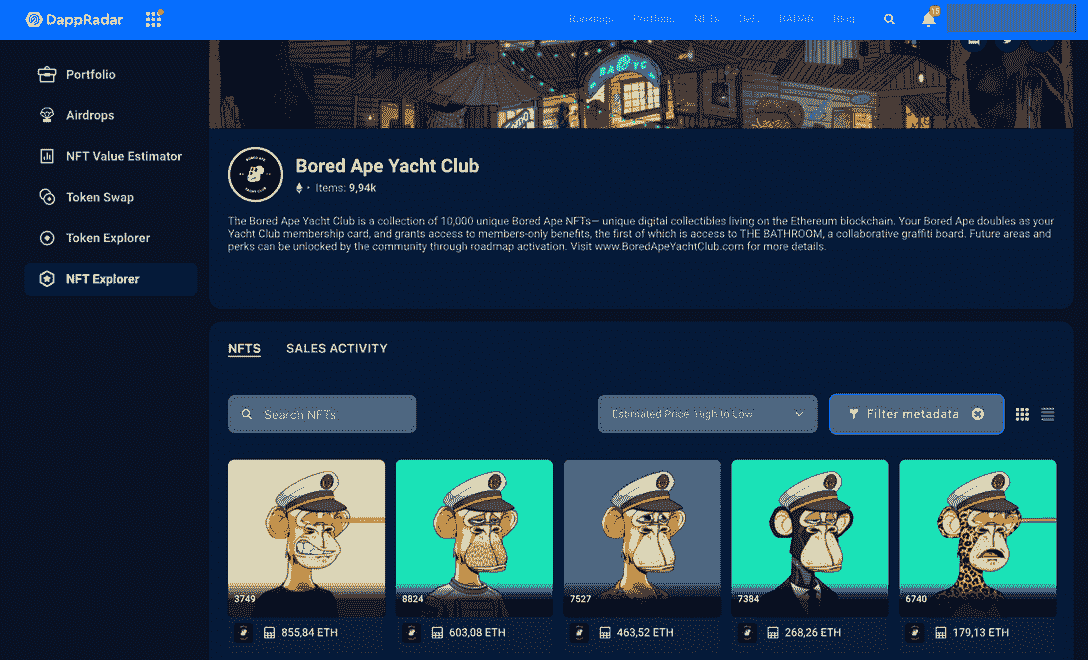 DappRadar
Rankings Portfolio NFTs DeFi RADAR Blog
15
Portfolio
Airdrops
NFT Value Estimator
Token Swap
Token Explorer
NFT Explorer
BAYC
BORED APE
YACHT CLUB
Bored Ape Yacht Club
Items: 9,94k
The Bored Ape Yacht Club is a collection of 10,000 unique Bored Ape NFTs— unique digital collectibles living on the Ethereum blockchain. Your Bored Ape doubles as your
Yacht Club membership card, and grants access to members-only benefits, the first of which is access to THE BATHROOM, a collaborative graffiti board. Future areas and
perks can be unlocked by the community through roadmap activation. Visit www.BoredApeYachtClub.com for more details.
NFTS SALES ACTIVITY
Search NFTs
Estimated Price: High to Low
Filter metadata
3749 8824 7527 7384 6740
855,84 ETH 603,08 ETH 463,52 ETH 268,26 ETH 179,13 ETH